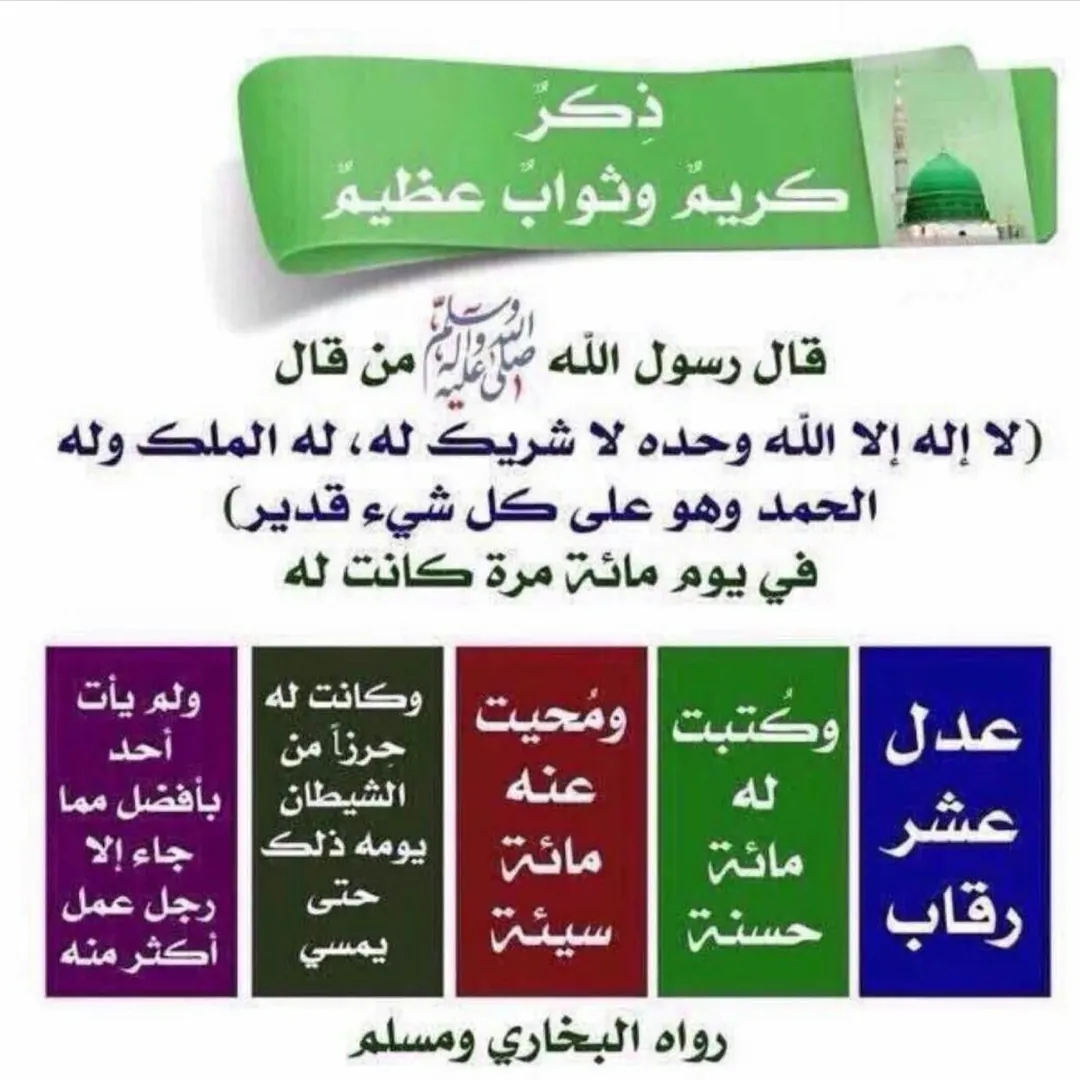 ذِكرٌ
كريمٌ وثوابٌ عظيمٌ
قال رسول الله صلى الله عليه وآله وسلم من قال
(لا إله إلا الله وحده لا شريك له، له الملك وله
الحمد وهو على كل شيء قدير)
في يوم مائة مرة كانت له
عدل
عشر
رقاب
وكُتبت
له
مائة
حسنة
ومُحيت
عنه
مائة
سيئة
وكانت له
حرزاً من
الشيطان
يومه ذلك
حتى
يمسي
ولم يأت
أحد
بأفضل مما
جاء إلا
رجل عمل
أكثر منه
رواه البخاري ومسلم